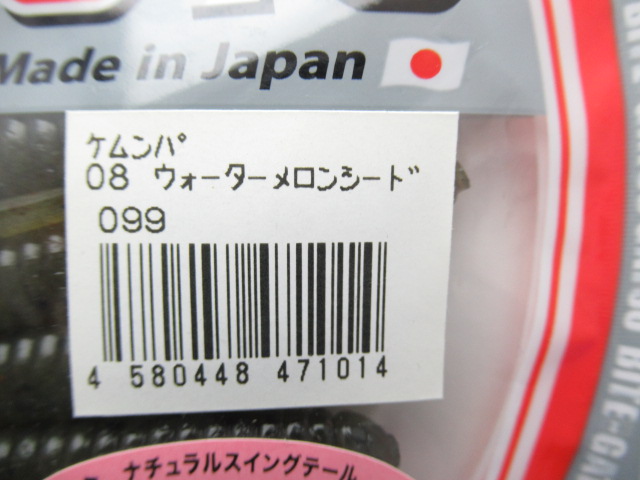 Made in Japan
ケムンパ
08 ウォーターメロンシード
099
4 580448 471014
ナチュラルスイングテール